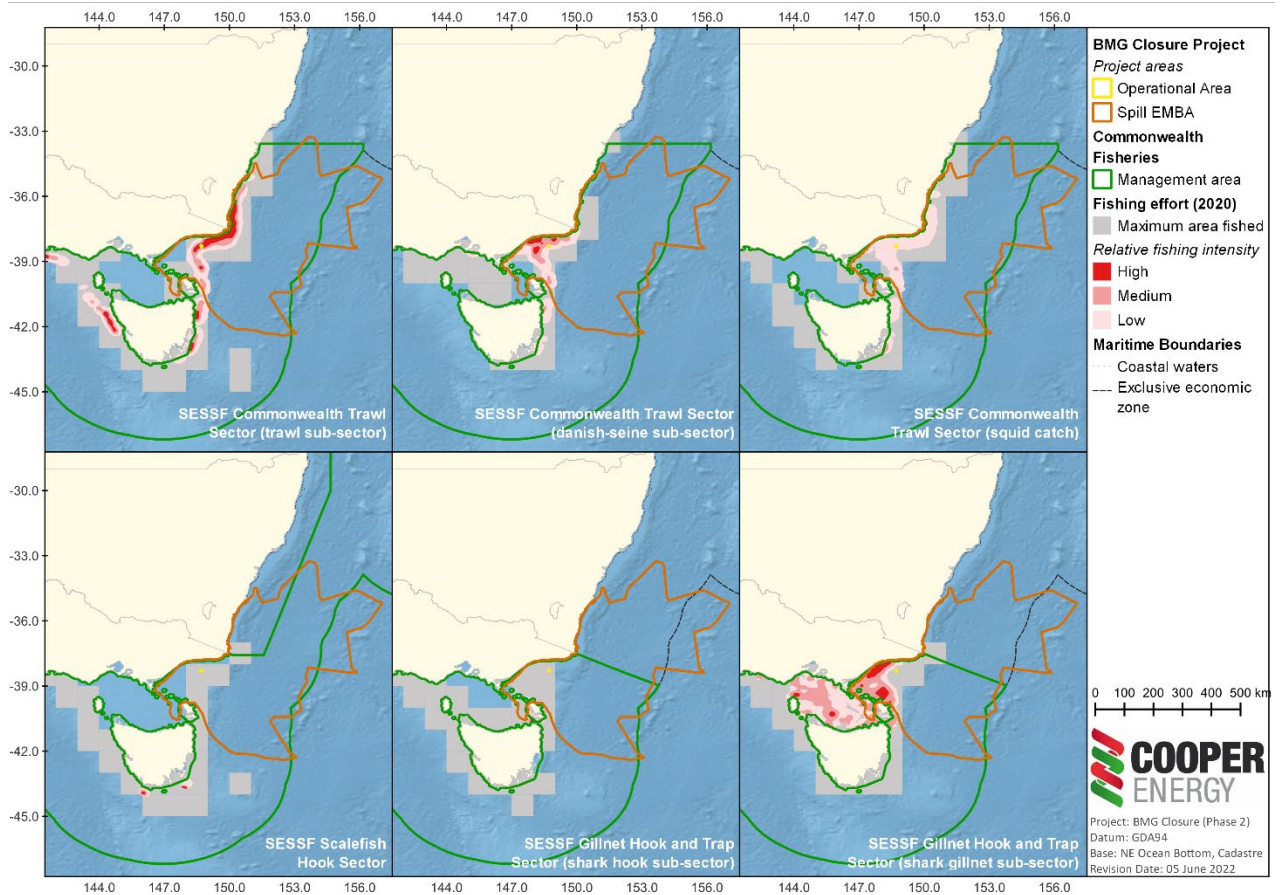 144.0 147.0 150.0 153.0 156.0 144.0 147.0 150.0 153.0 156.0 144.0 147.0 150.0 153.0 156.0
-30.0
-33.0
-36.0
-39.0
-42.0
-45.0
SESSF Commonwealth Trawl
Sector (trawl sub-sector)
SESSF Commonwealth Trawl Sector
(danish-seine sub-sector)
SESSF Commonwealth
Trawl Sector (squid catch)
-30.0
-33.0
-36.0
-39.0
-42.0
-45.0
SESSF Scalefish
Hook Sector
SESSF Gillnet Hook and Trap
Sector (shark hook sub-sector)
SESSF Gillnet Hook and Trap
Sector (shark gillnet sub-sector)
144.0 147.0 150.0 153.0 156.0 144.0 147.0 150.0 153.0 156.0 144.0 147.0 150.0 153.0 156.0
BMG Closure Project
Project areas
Operational Area
Spill EMBA
Commonwealth
Fisheries
Management area
Fishing effort (2020)
Maximum area fished
Relative fishing intensity
High
Medium
Low
Maritime Boundaries
Coastal waters
Exclusive economic
zone
0 100 200 300 400 500 km
COOPER
ENERGY
Project: BMG Closure (Phase 2)
Datum: GDA94
Base: NE Ocean Bottom, Cadastre
Revision Date: 05 June 2022